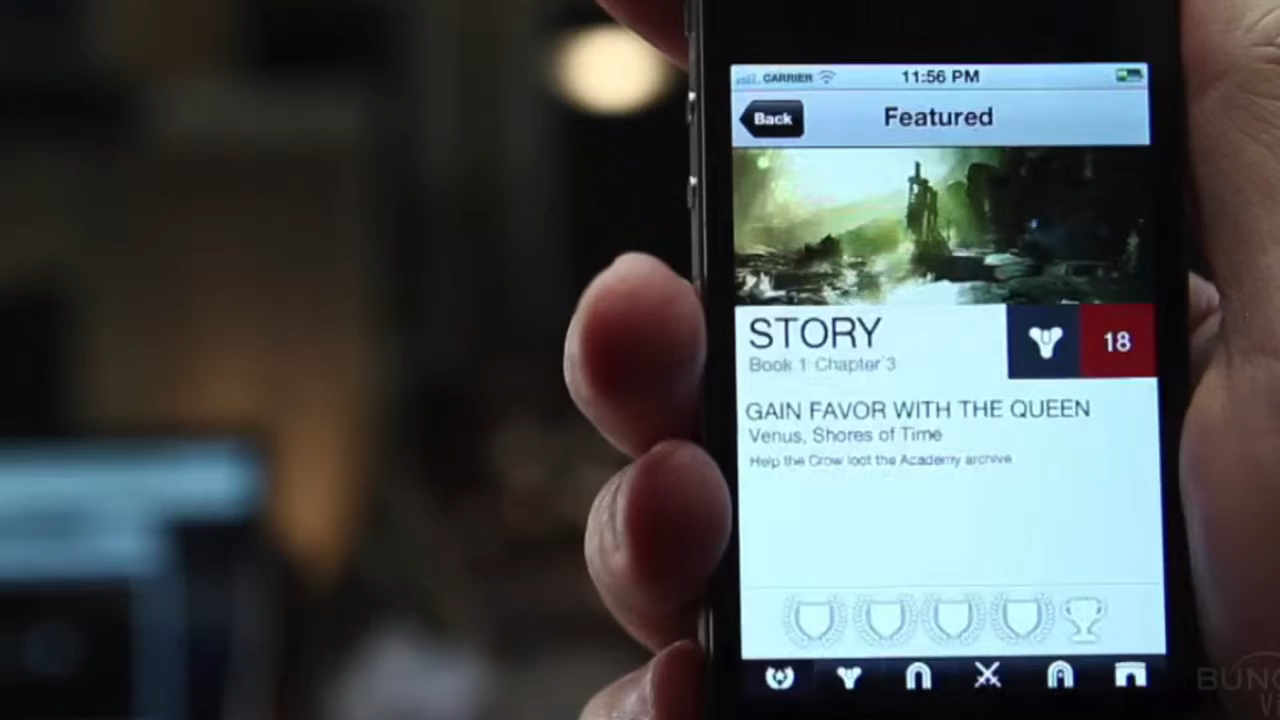 CARRIER 11:56 PM
Back Featured
STORY
Book 1: Chapter 3
18
GAIN FAVOR WITH THE QUEEN
Venus, Shores of Time
Help the Crow loot the Academy archive